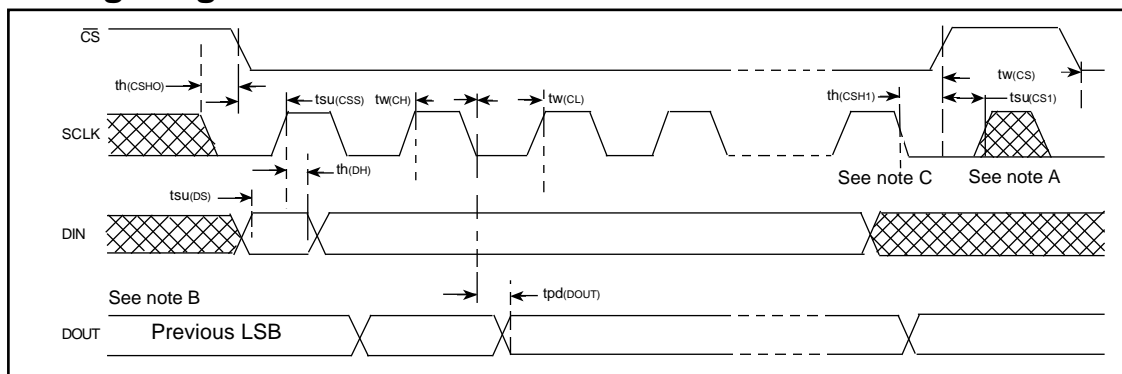 CS
th(CSHO)
tsu(CSS)
tw(CH)
tw(CL)
th(CSH1)
tw(CS)
tsu(CS1)
SCLK
th(DH)
See note C
See note A
tsu(DS)
DIN
See note B
tpd(DOUT)
DOUT
Previous LSB